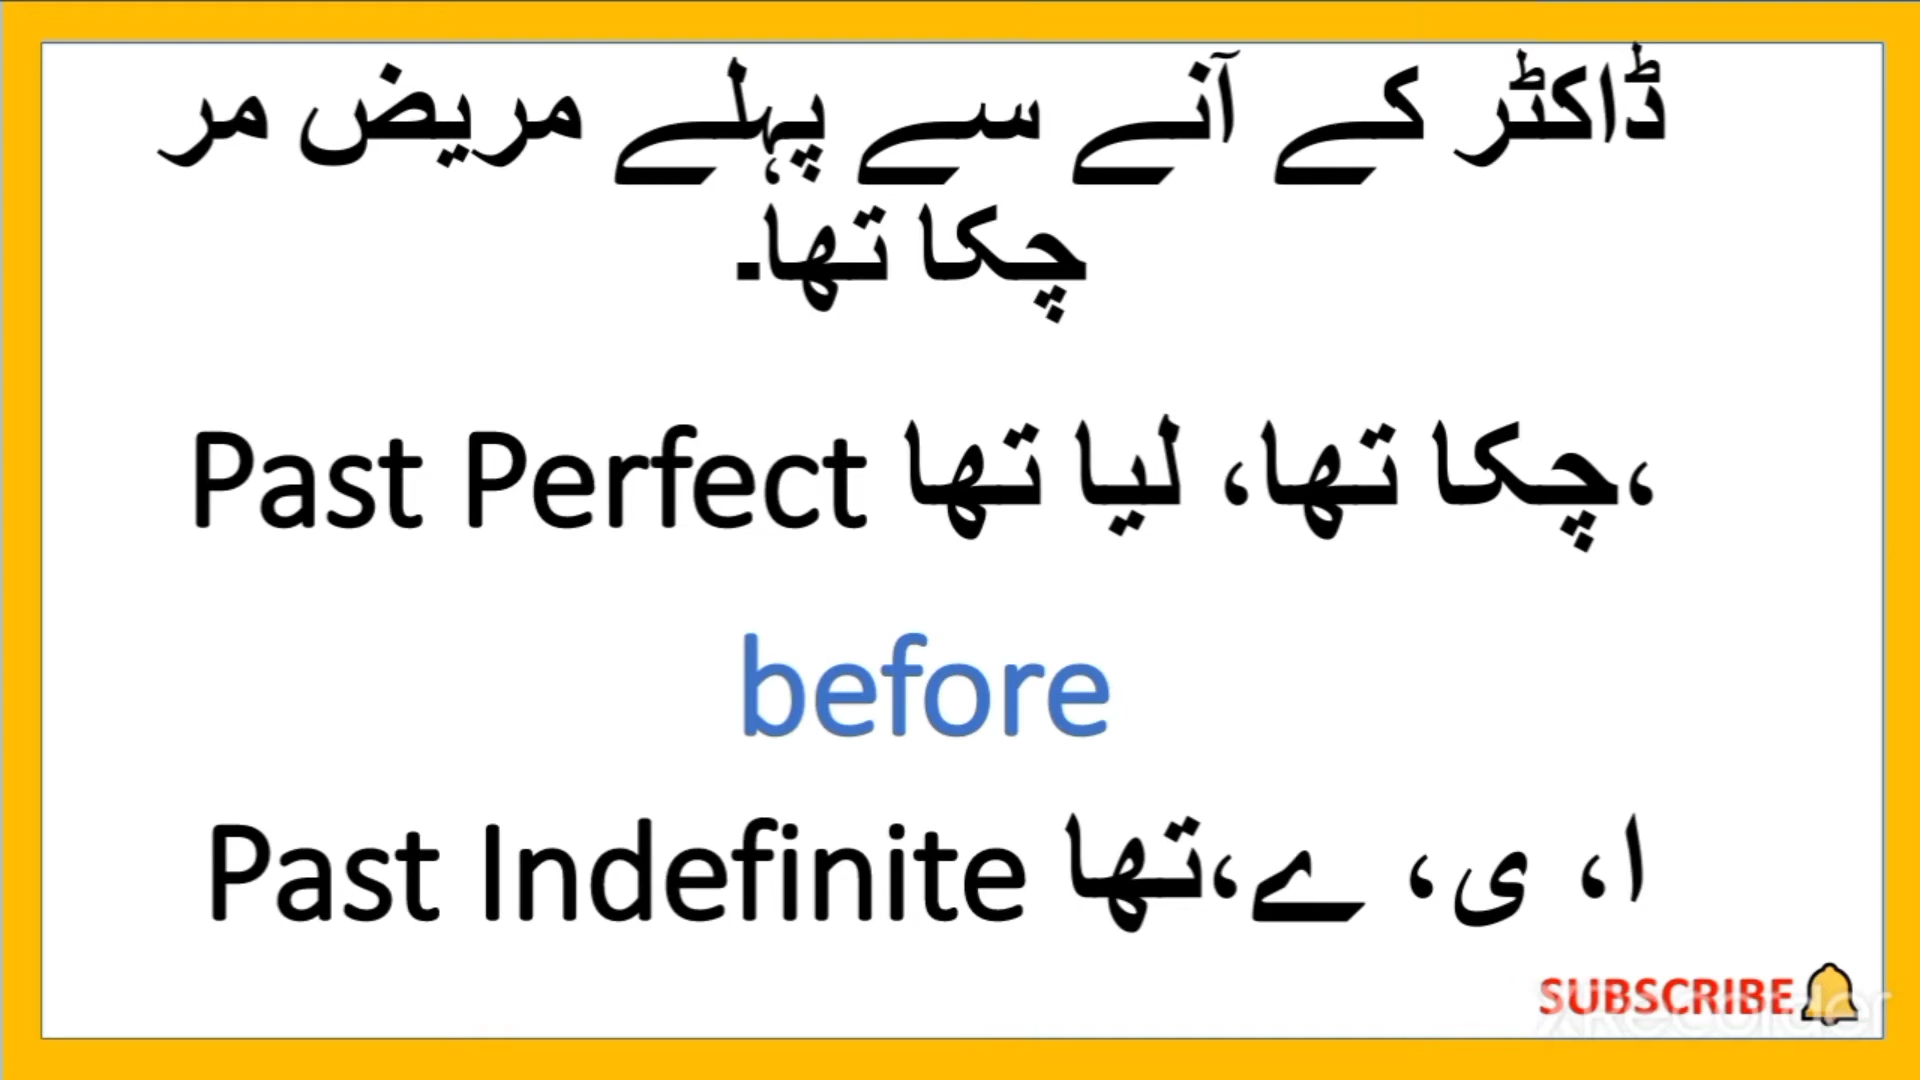 ڈاکٹر کے آنے سے پہلے مریض مر
چکا تھا۔
Past Perfect چکا تھا، لیا تھا،
before
Past Indefinite ا، ی، ے،تھا
SUBSCRIBE
XRecorder